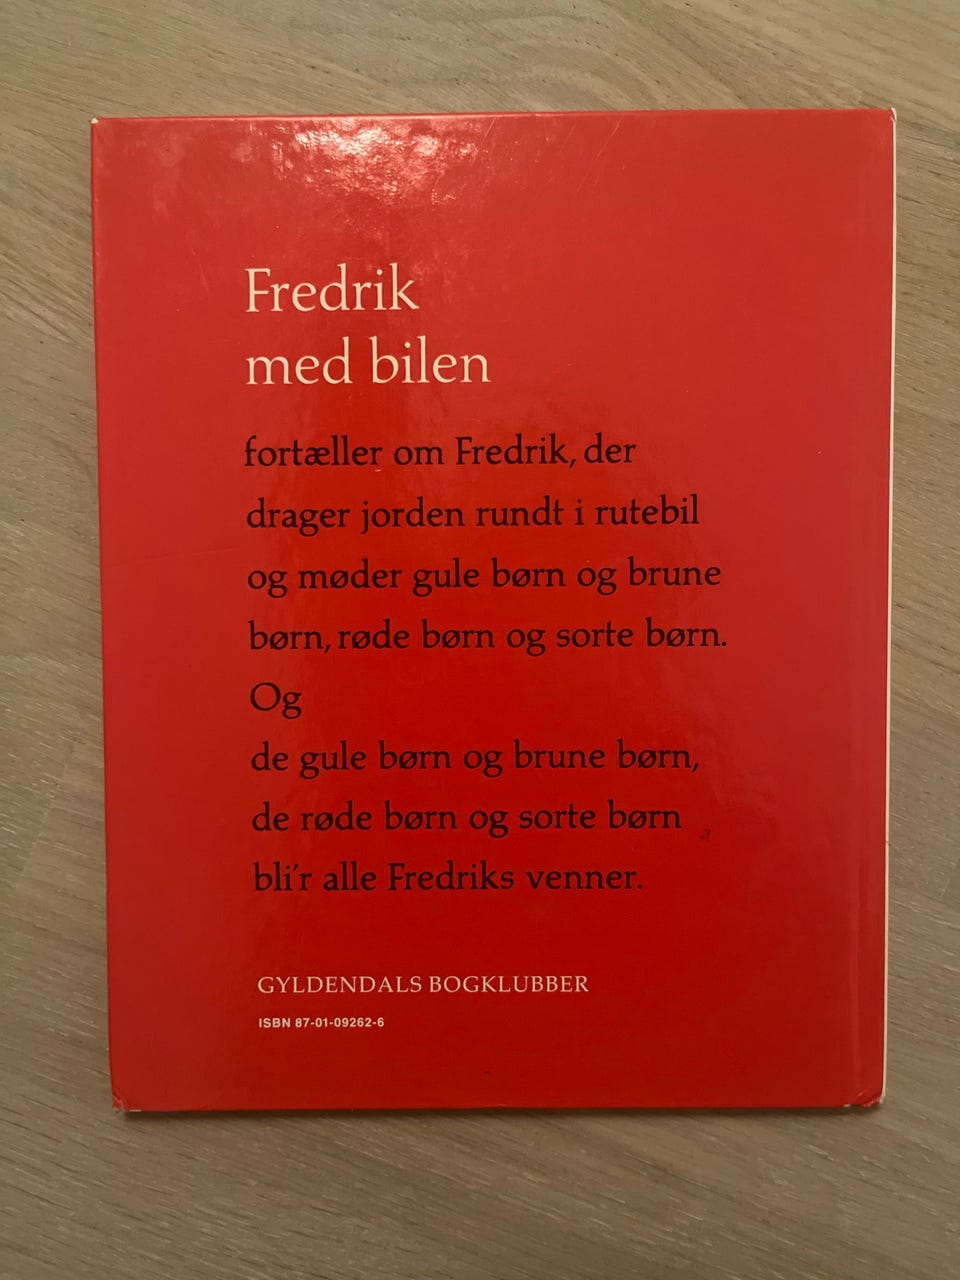 Fredrik
med bilen
fortæller om Fredrik, der
drager jorden rundt i rutebil
og møder gule børn og brune
børn, røde børn og sorte børn.
Og
de gule børn og brune børn,
de røde børn og sorte børn
bli'r alle Fredriks venner.
GYLDENDALS BOGKLUBBER
ISBN 87-01-09262-6